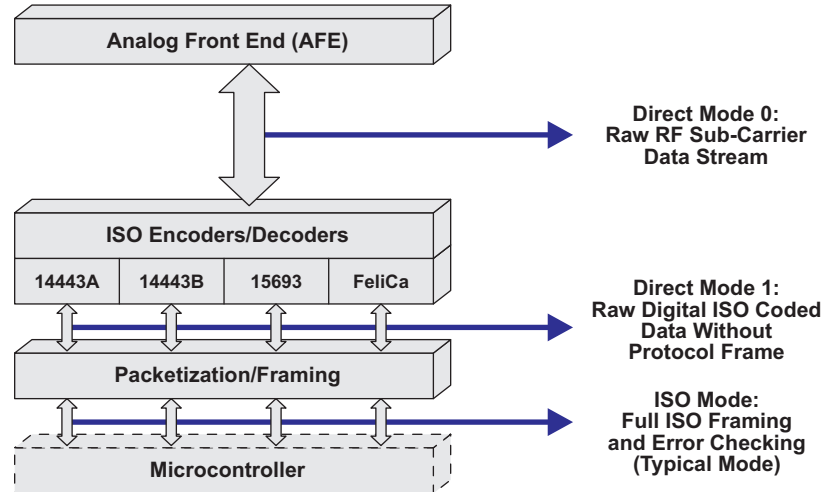 Analog Front End (AFE)
Direct Mode 0:
Raw RF Sub-Carrier
Data Stream
ISO Encoders/Decoders
14443A 14443B 15693 FeliCa
Direct Mode 1:
Raw Digital ISO Coded
Data Without
Protocol Frame
Packetization/Framing
ISO Mode:
Full ISO Framing
and Error Checking
(Typical Mode)
Microcontroller